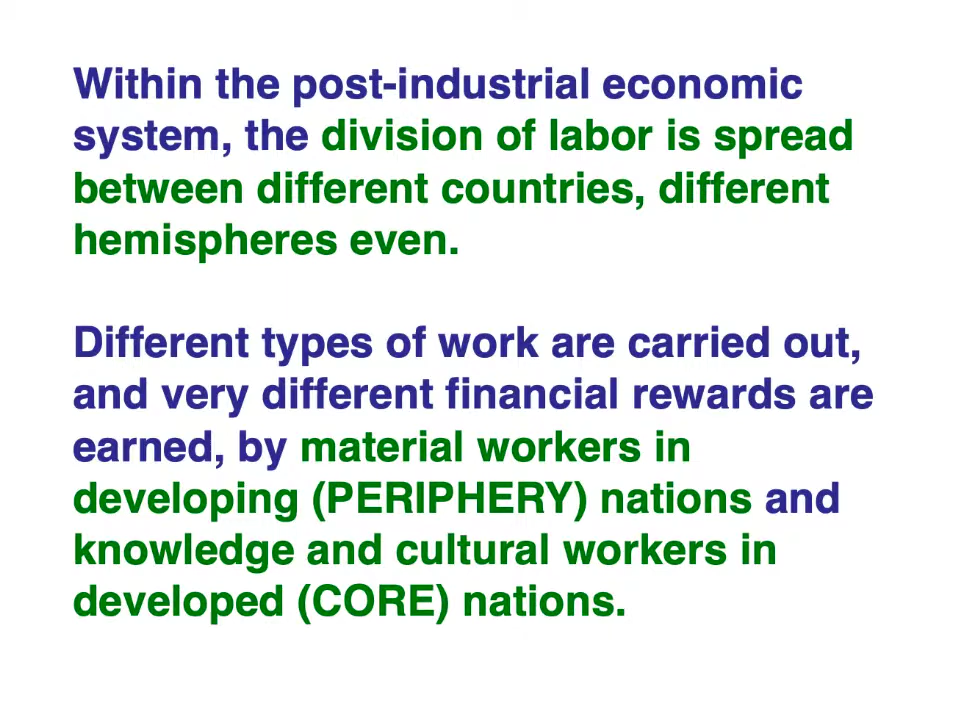 Within the post-industrial economic
system, the division of labor is spread
between different countries, different
hemispheres even.
Different types of work are carried out,
and very different financial rewards are
earned, by material workers in
developing (PERIPHERY) nations and
knowledge and cultural workers in
developed (CORE) nations.